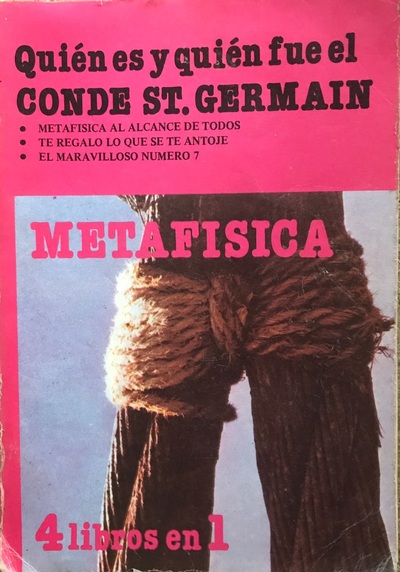 Quién es y quién fue el
CONDE ST. GERMAIN
• METAFISICA AL ALCANCE DE TODOS
• TE REGALO LO QUE SE TE ANTOJE
• EL MARAVILLOSO NUMERO 7
METAFISICA
4 libros en 1